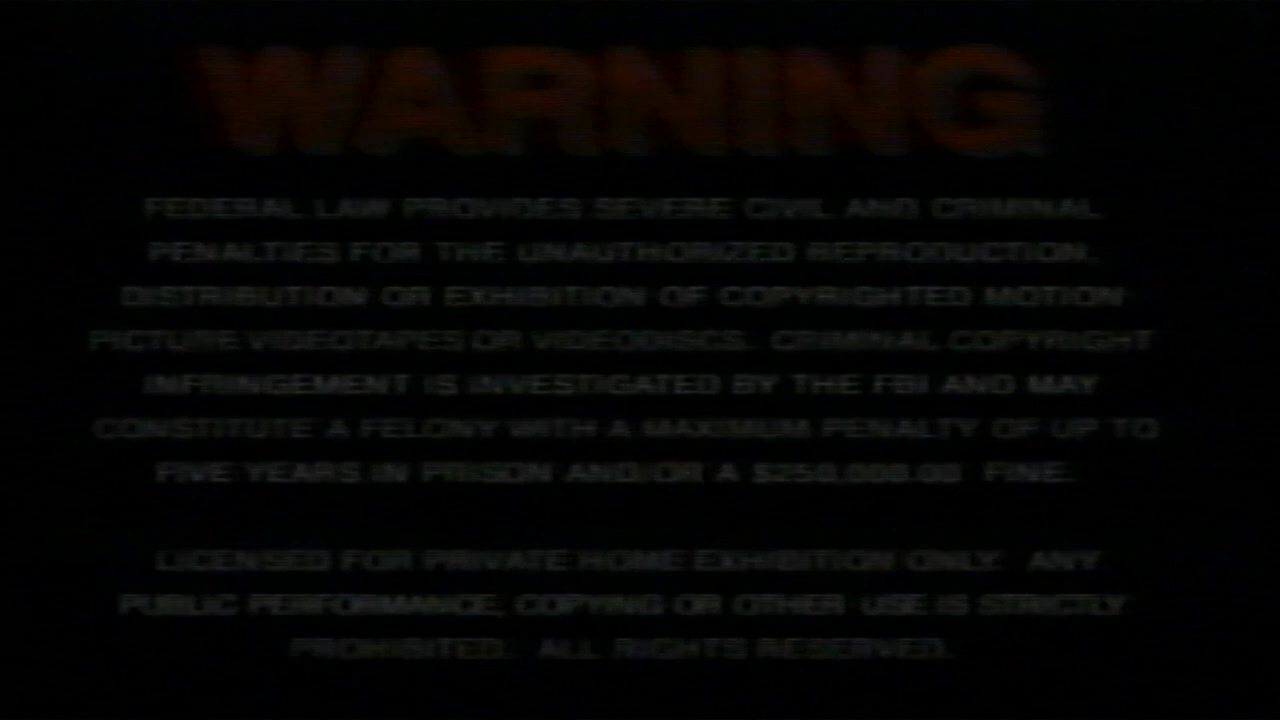 WARNING
FEDERAL LAW PROVIDES SEVERE CIVIL AND CRIMINAL
PENALTIES FOR THE UNAUTHORIZED REPRODUCTION,
DISTRIBUTION OR EXHIBITION OF COPYRIGHTED MOTION
PICTURE VIDEOTAPES OR VIDEODISCS. CRIMINAL COPYRIGHT
INFRINGEMENT IS INVESTIGATED BY THE FBI AND MAY
CONSTITUTE A FELONY WITH A MAXIMUM PENALTY OF UP TO
FIVE YEARS IN PRISON AND/OR A $250,000.00 FINE.
LICENSED FOR PRIVATE HOME EXHIBITION ONLY. ANY
PUBLIC PERFORMANCE, COPYING OR OTHER USE IS STRICTLY
PROHIBITED. ALL RIGHTS RESERVED.